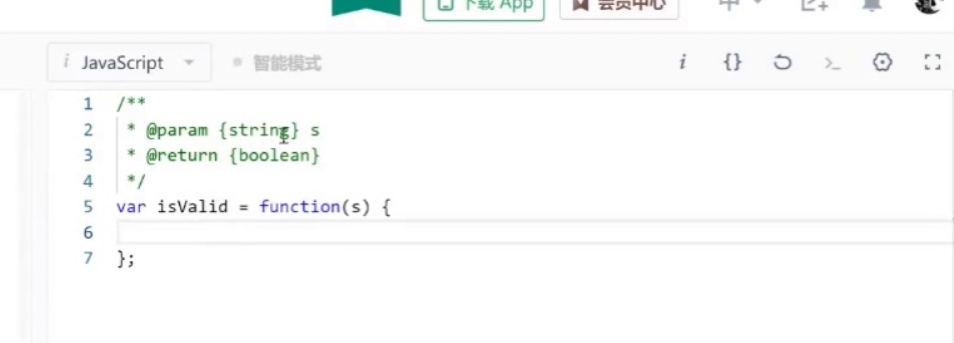 下载 App
会员中心
i JavaScript
智能模式
i {} >_
1 /**
2 * @param {string} s
3 * @return {boolean}
4 */
5 var isValid = function(s) {
6
7 };